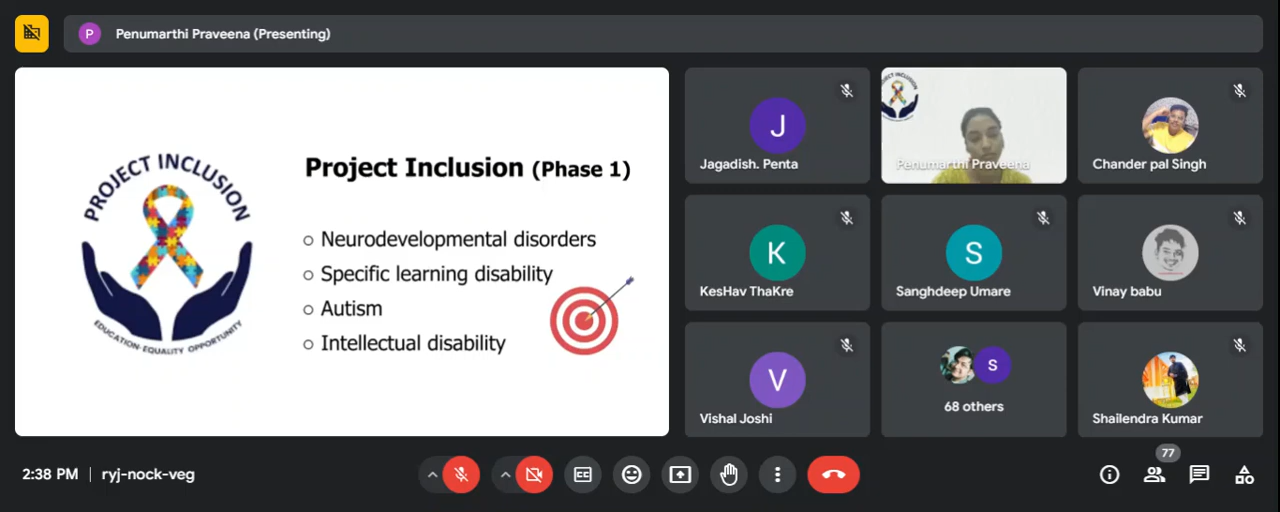 P Penumarthi Praveena (Presenting)
PROJECT INCLUSION
EDUCATION-EQUALITY OPPORTUNITY
Project Inclusion (Phase 1)
Neurodevelopmental disorders
Specific learning disability
Autism
Intellectual disability
J
Jagadish. Penta
Penumarthi Praveena
Chander pal Singh
K
KesHav ThaKre
S
Sanghdeep Umare
Vinay babu
V
Vishal Joshi
S
68 others
Shailendra Kumar
2:38 PM | ryj-nock-veg
CC
77